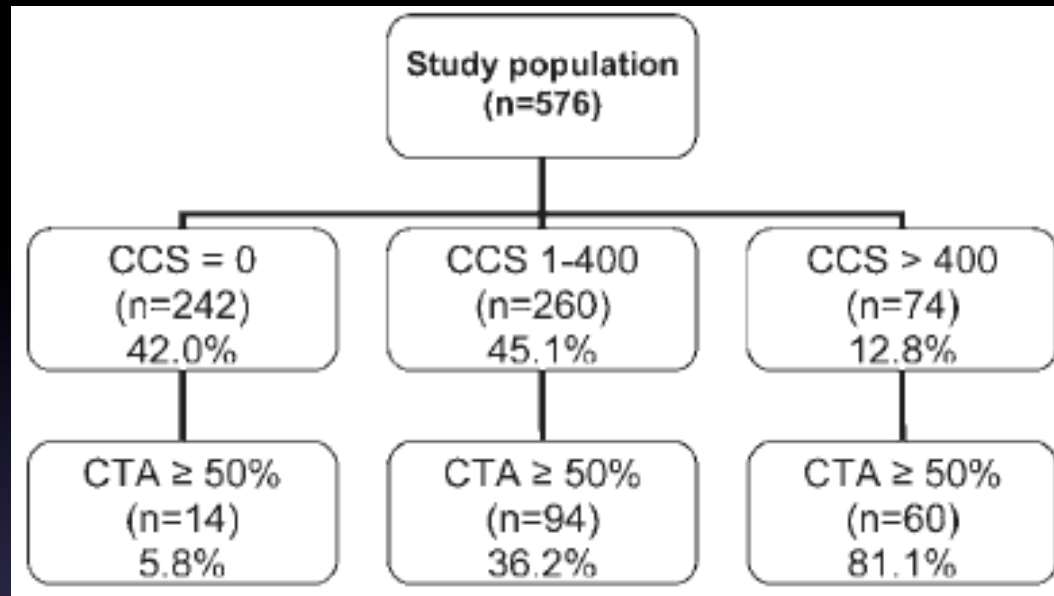 Study population
(n=576)
CCS = 0
(n=242)
42.0%
CCS 1-400
(n=260)
45.1%
CCS > 400
(n=74)
12.8%
CTA ≥ 50%
(n=14)
5.8%
CTA ≥ 50%
(n=94)
36.2%
CTA ≥ 50%
(n=60)
81.1%